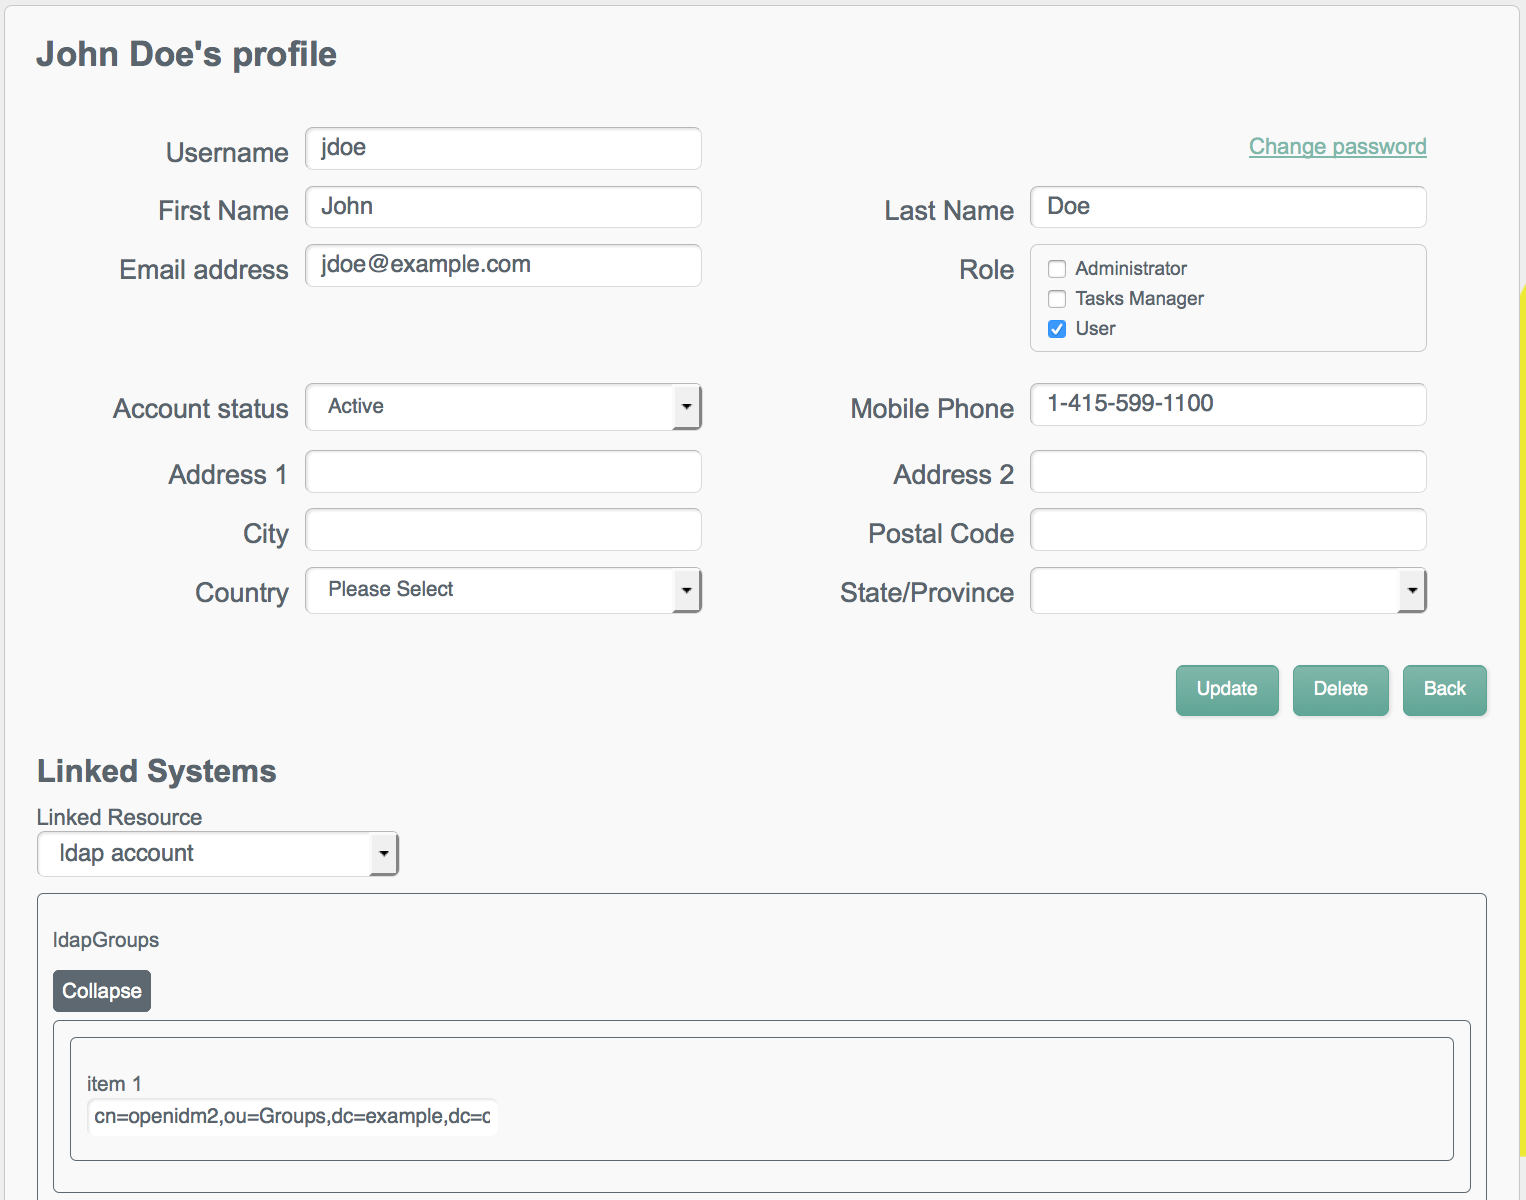 John Doe's profile
Username jdoe Change password
First Name John Last Name Doe
Email address jdoe@example.com Role Administrator
Tasks Manager
User
Account status Active Mobile Phone 1-415-599-1100
Address 1 Address 2
City Postal Code
Country Please Select State/Province
Update Delete Back
Linked Systems
Linked Resource
ldap account
ldapGroups
Collapse
item 1
cn=openidm2,ou=Groups,dc=example,dc=c